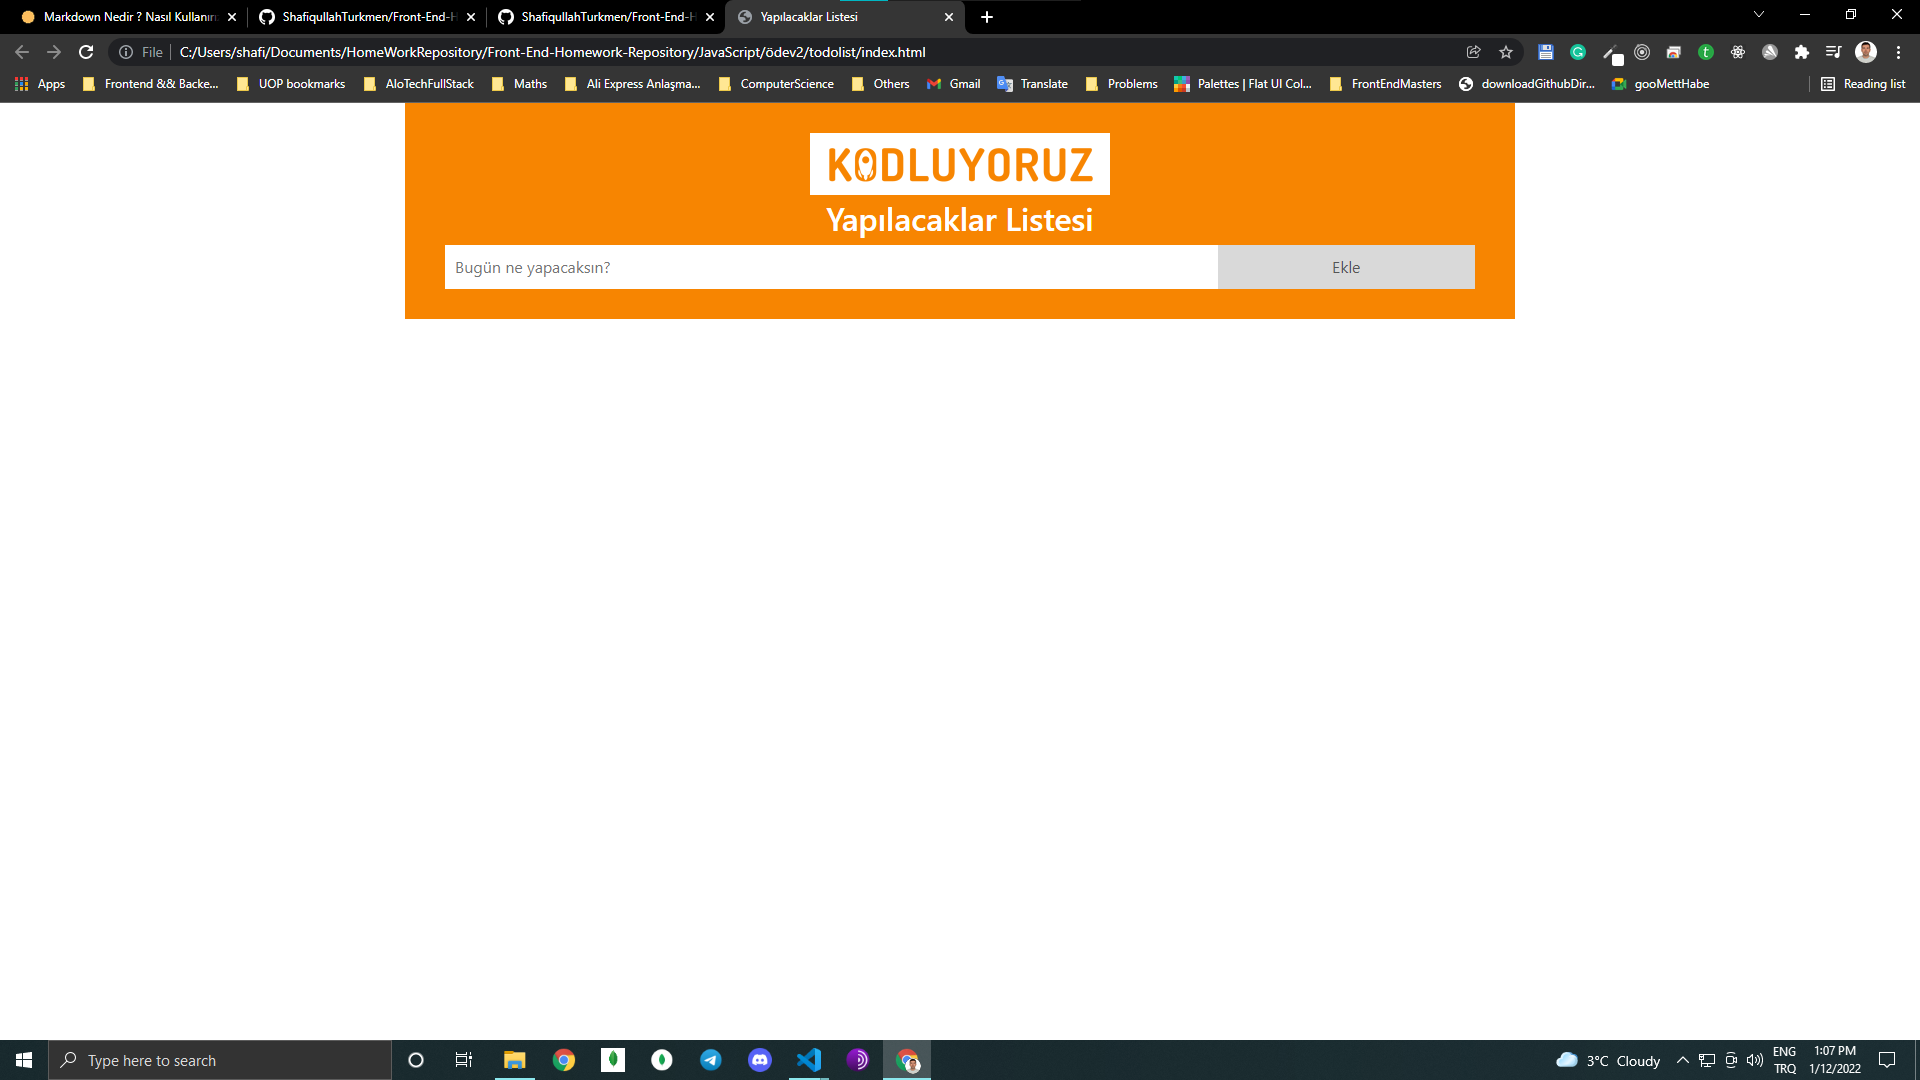 Markdown Nedir ? Nasıl Kullanırı
ShafiqullahTurkmen/Front-End-H
ShafiqullahTurkmen/Front-End-H
Yapılacaklar Listesi
File
C:/Users/shafi/Documents/HomeWorkRepository/Front-End-Homework-Repository/JavaScript/ödev2/todolist/index.html
Apps
Frontend && Backe...
UOP bookmarks
AloTechFullStack
Maths
Ali Express Anlaşma...
ComputerScience
Others
Gmail
Translate
Problems
Palettes | Flat UI Col...
FrontEndMasters
downloadGithubDir...
gooMettHabe
Reading list
KODLUYORUZ
Yapılacaklar Listesi
Bugün ne yapacaksın?
Ekle
Type here to search
3°C Cloudy
ENG
TRQ
1:07 PM
1/12/2022